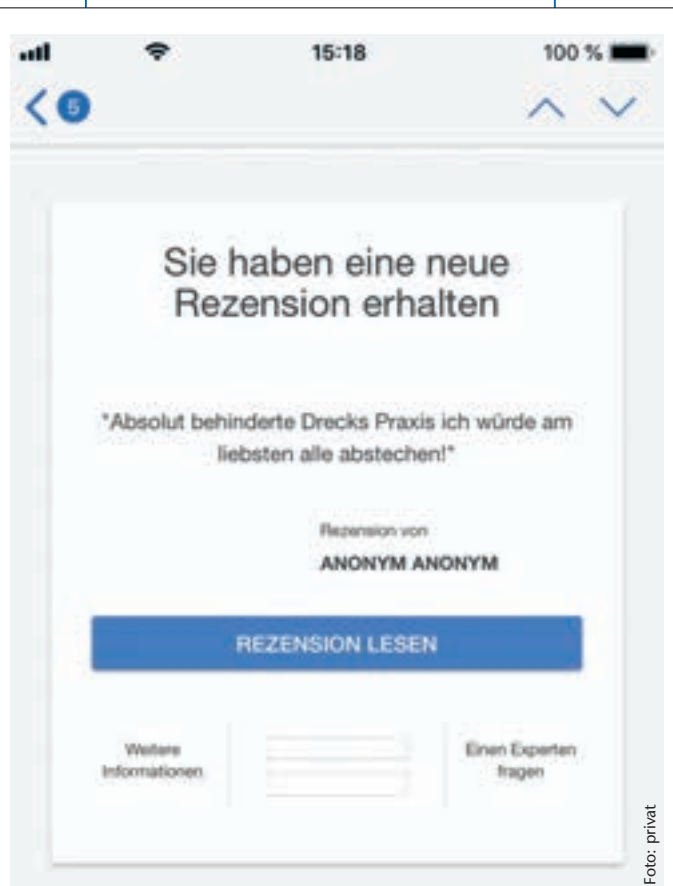 15:18
100 %
5
Sie haben eine neue
Rezension erhalten
"Absolut behinderte Drecks Praxis ich würde am
liebsten alle abstechen!"
Rezension von
ANONYM ANONYM
REZENSION LESEN
Weitere
Informationen
Einen Experten
fragen
Foto: privat